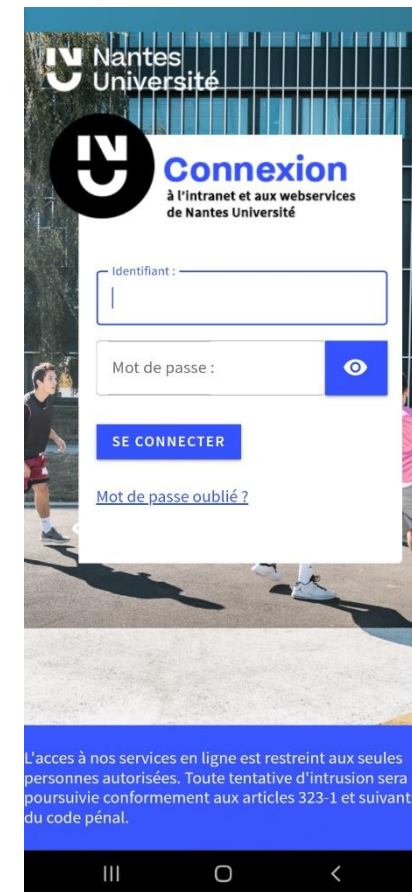 Nantes
Université
Connexion
à l'intranet et aux webservices
de Nantes Université
Identifiant :
Mot de passe :
SE CONNECTER
Mot de passe oublié ?
L'acces à nos services en ligne est restreint aux seules
personnes autorisées. Toute tentative d'intrusion sera
poursuivie conformement aux articles 323-1 et suivants
du code pénal.